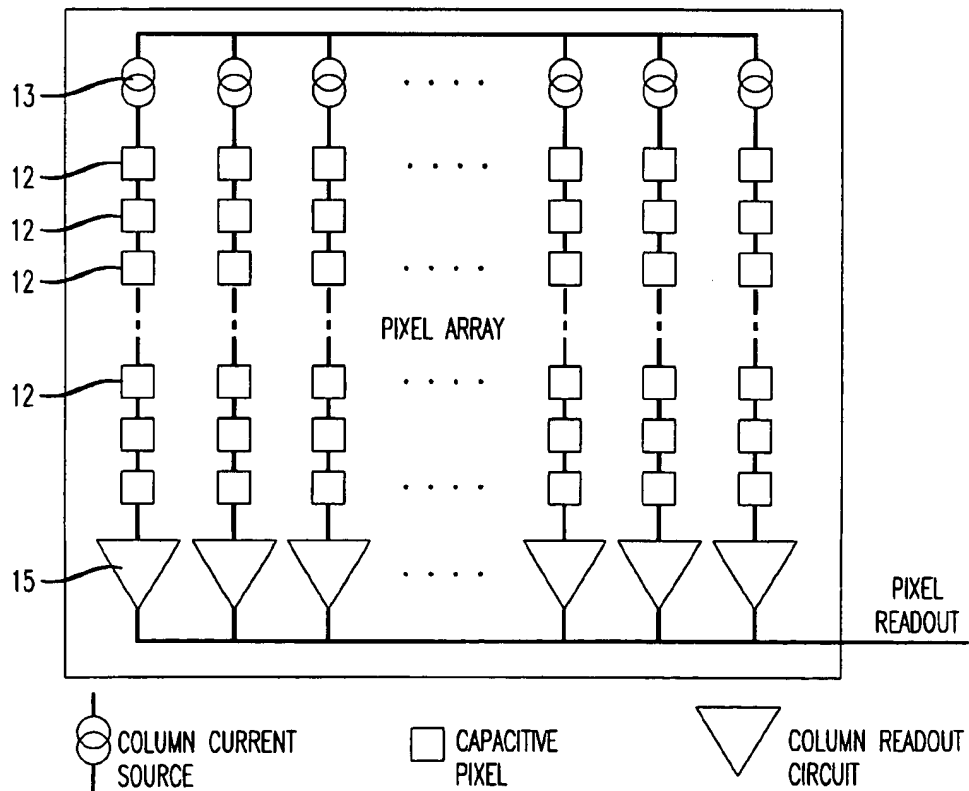 13
12
12
12
PIXEL ARRAY
12
15
PIXEL
READOUT
COLUMN CURRENT
SOURCE
CAPACITIVE
PIXEL
COLUMN READOUT
CIRCUIT